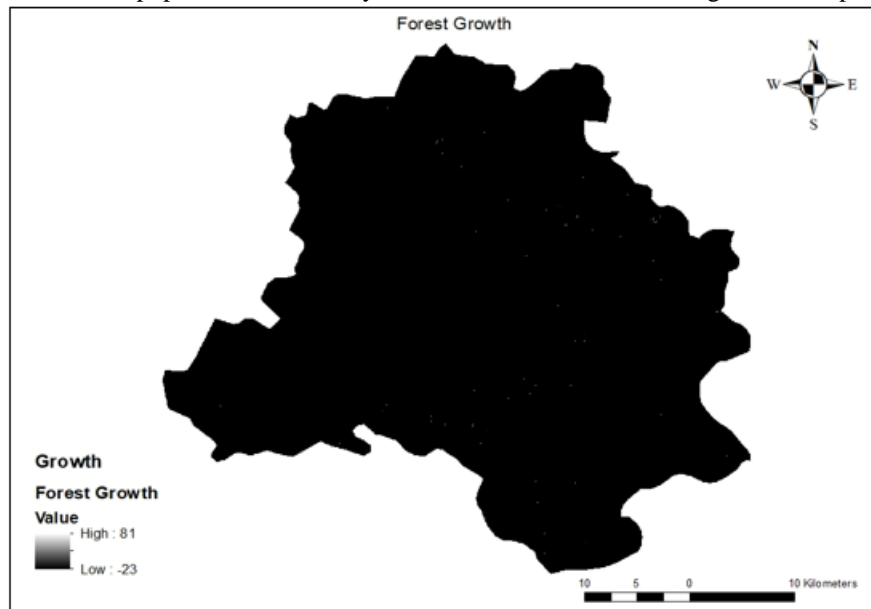 Forest Growth
N
W E
S
Growth
Forest Growth
Value
High : 81
Low : -23
10 5 0 10 Kilometers